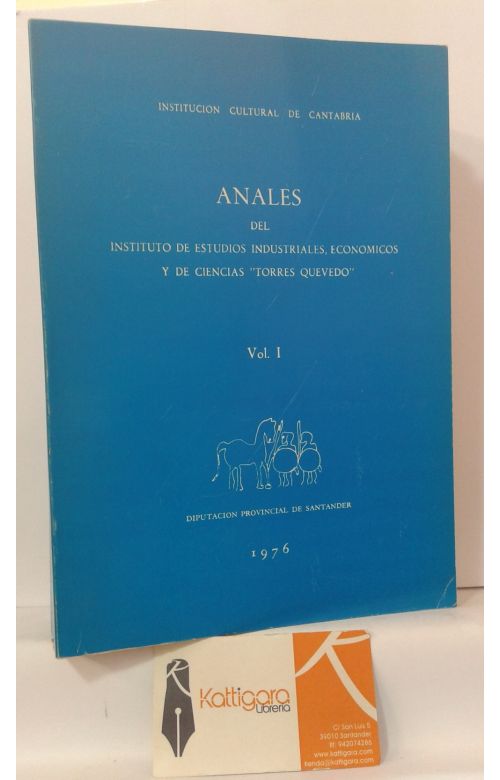 INSTITUCION CULTURAL DE CANTABRIA
ANALES
DEL
INSTITUTO DE ESTUDIOS INDUSTRIALES, ECONOMICOS
Y DE CIENCIAS "TORRES QUEVEDO"
Vol. I
DIPUTACION PROVINCIAL DE SANTANDER
1976
Kattigara
Librería
C/ San Luis 5
39010 Santander
tlf: 942074286
www.kattigara.com
tienda@kattigara.com